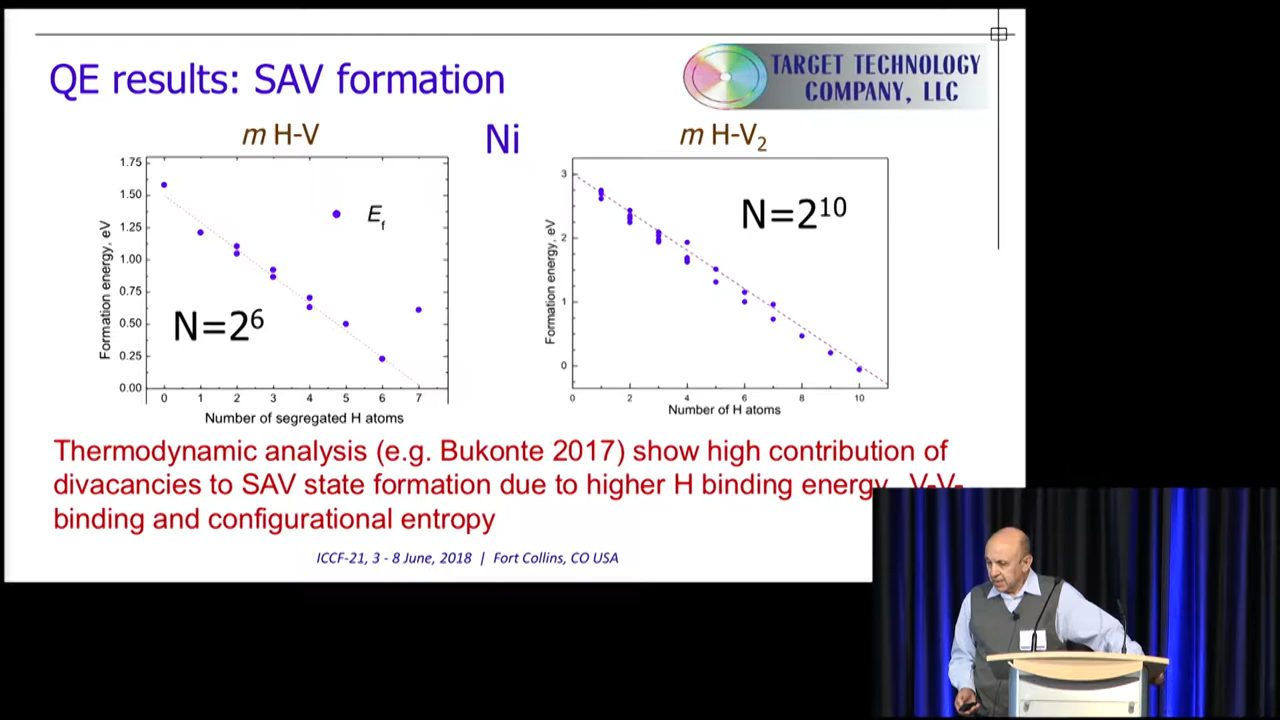 QE results: SAV formation
TARGET TECHNOLOGY
COMPANY, LLC
m H-V
Ni
m H-V2
1.75
1.50
1.25
1.00
0.75
0.50
0.25
0.00
Formation energy, eV
Ef
N=2⁶
0 1 2 3 4 5 6 7
Number of segregated H atoms
3
2
1
0
Formation energy, eV
N=2¹⁰
0 2 4 6 8 10
Number of H atoms
Thermodynamic analysis (e.g. Bukonte 2017) show high contribution of
divacancies to SAV state formation due to higher H binding energy, V-V-
binding and configurational entropy
ICCF-21, 3 - 8 June, 2018 | Fort Collins, CO USA